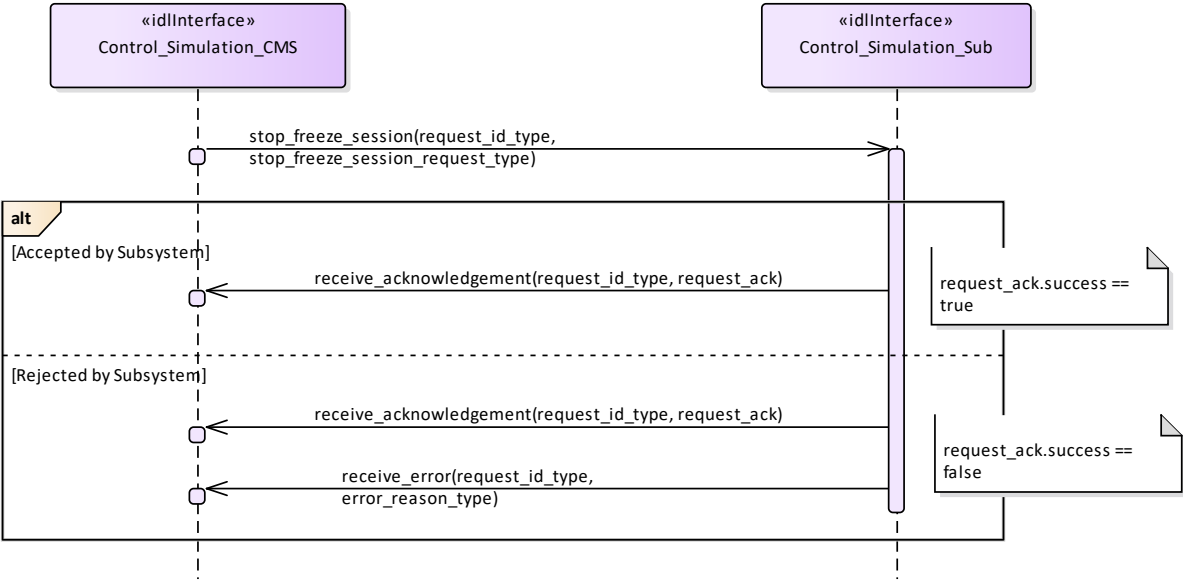 «idlInterface»
Control_Simulation_CMS
«idlInterface»
Control_Simulation_Sub
stop_freeze_session(request_id_type,
stop_freeze_session_request_type)
alt
[Accepted by Subsystem]
receive_acknowledgement(request_id_type, request_ack)
request_ack.success ==
true
[Rejected by Subsystem]
receive_acknowledgement(request_id_type, request_ack)
request_ack.success ==
false
receive_error(request_id_type,
error_reason_type)